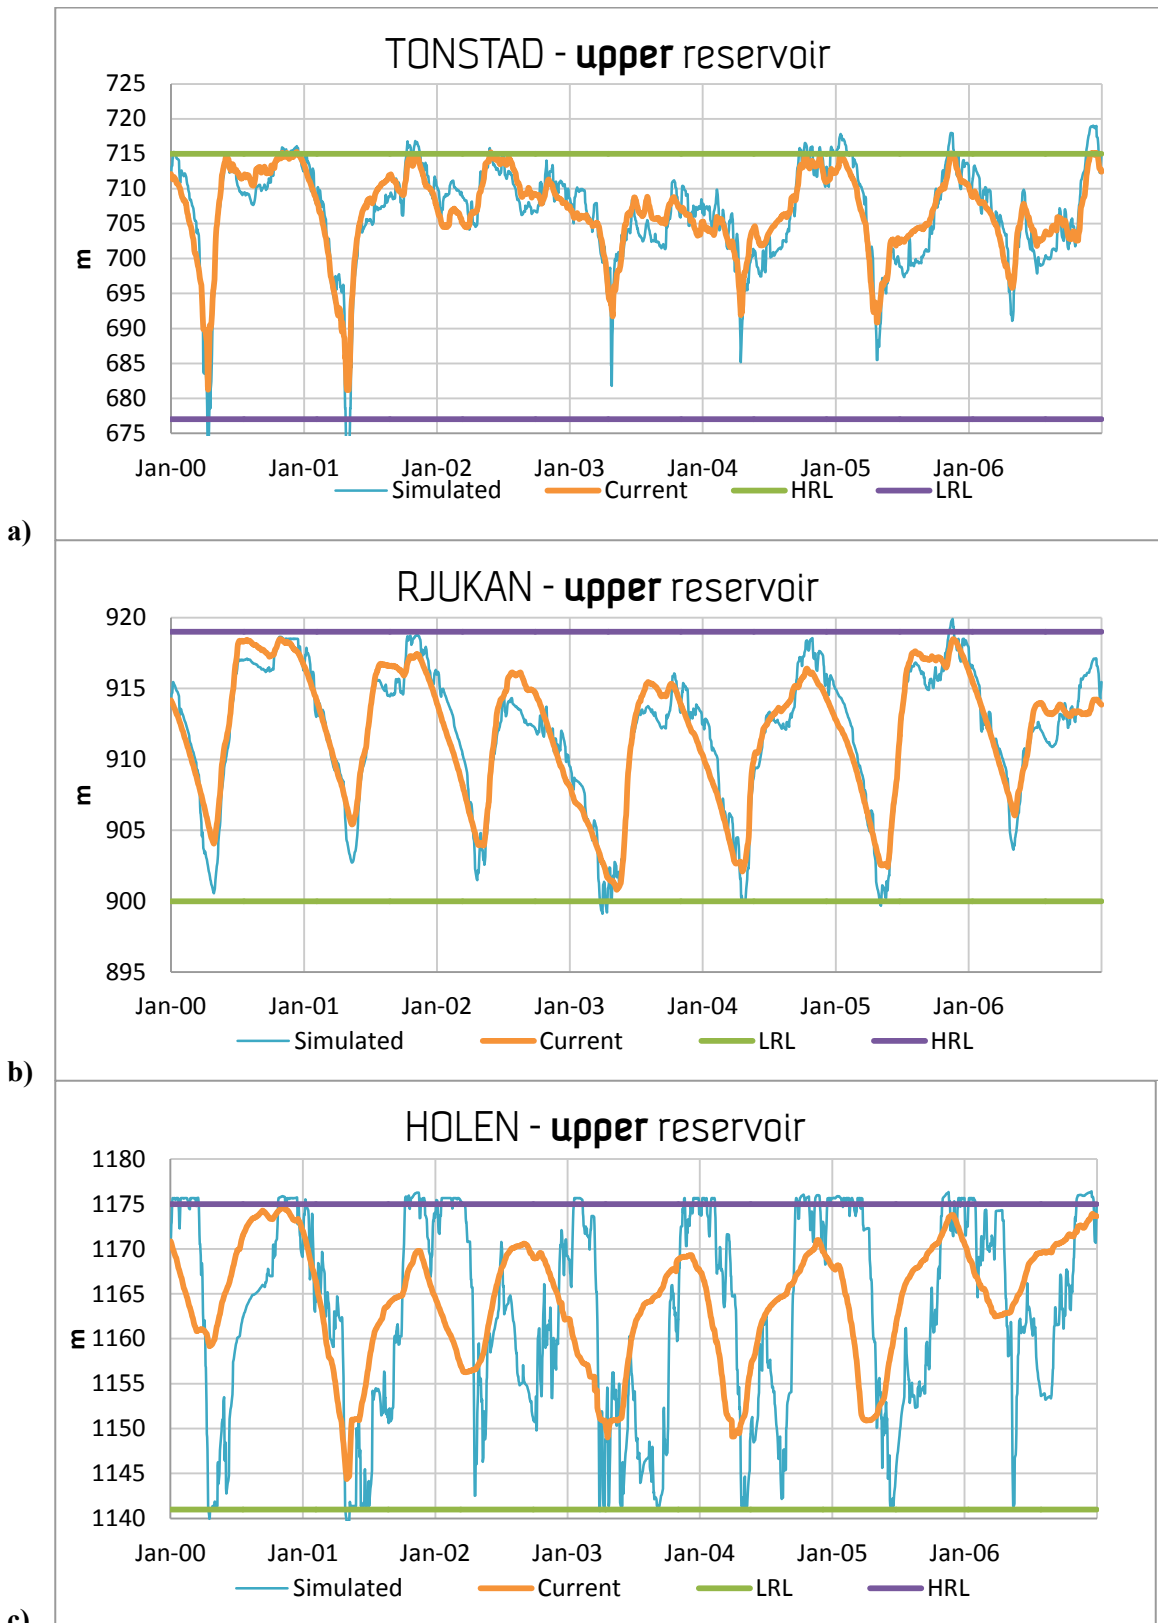 TONSTAD - upper reservoir
725
720
715
710
705
700
695
690
685
680
675
m
Jan-00 Jan-01 Jan-02 Jan-03 Jan-04 Jan-05 Jan-06
Simulated Current HRL LRL
a)
RJUKAN - upper reservoir
920
915
910
905
900
895
m
Jan-00 Jan-01 Jan-02 Jan-03 Jan-04 Jan-05 Jan-06
Simulated Current LRL HRL
b)
HOLEN - upper reservoir
1180
1175
1170
1165
1160
1155
1150
1145
1140
m
Jan-00 Jan-01 Jan-02 Jan-03 Jan-04 Jan-05 Jan-06
Simulated Current LRL HRL
c)